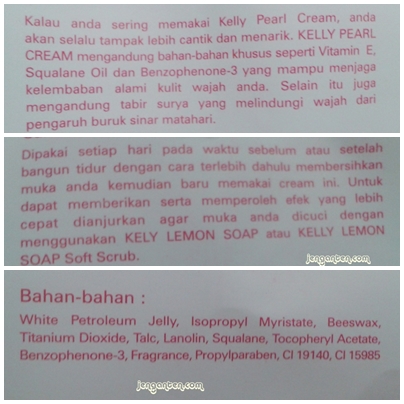 Kalau anda sering memakai Kelly Pearl Cream, anda
akan selalu tampak lebih cantik dan menarik. KELLY PEARL
CREAM mengandung bahan-bahan khusus seperti Vitamin E,
Squalane Oil dan Benzophenone-3 yang mampu menjaga
kelembaban alami kulit wajah anda. Selain itu juga
mengandung tabir surya yang melindungi wajah dari
pengaruh buruk sinar matahari.
Dipakai setiap hari pada waktu sebelum atau setelah
bangun tidur dengan cara terlebih dahulu membersihkan
muka anda kemudian baru memakai cream ini. Untuk
dapat memberikan serta memperoleh efek yang lebih
cepat dianjurkan agar muka anda dicuci dengan
menggunakan KELY LEMON SOAP atau KELLY LEMON
SOAP Soft Scrub.
jenganten.com
Bahan-bahan :
White Petroleum Jelly, Isopropyl Myristate, Beeswax,
Titanium Dioxide, Talc, Lanolin, Squalane, Tocopheryl Acetate,
Benzophenone-3, Fragrance, Propylparaben, CI 19140, CI 15985
jenganten.com